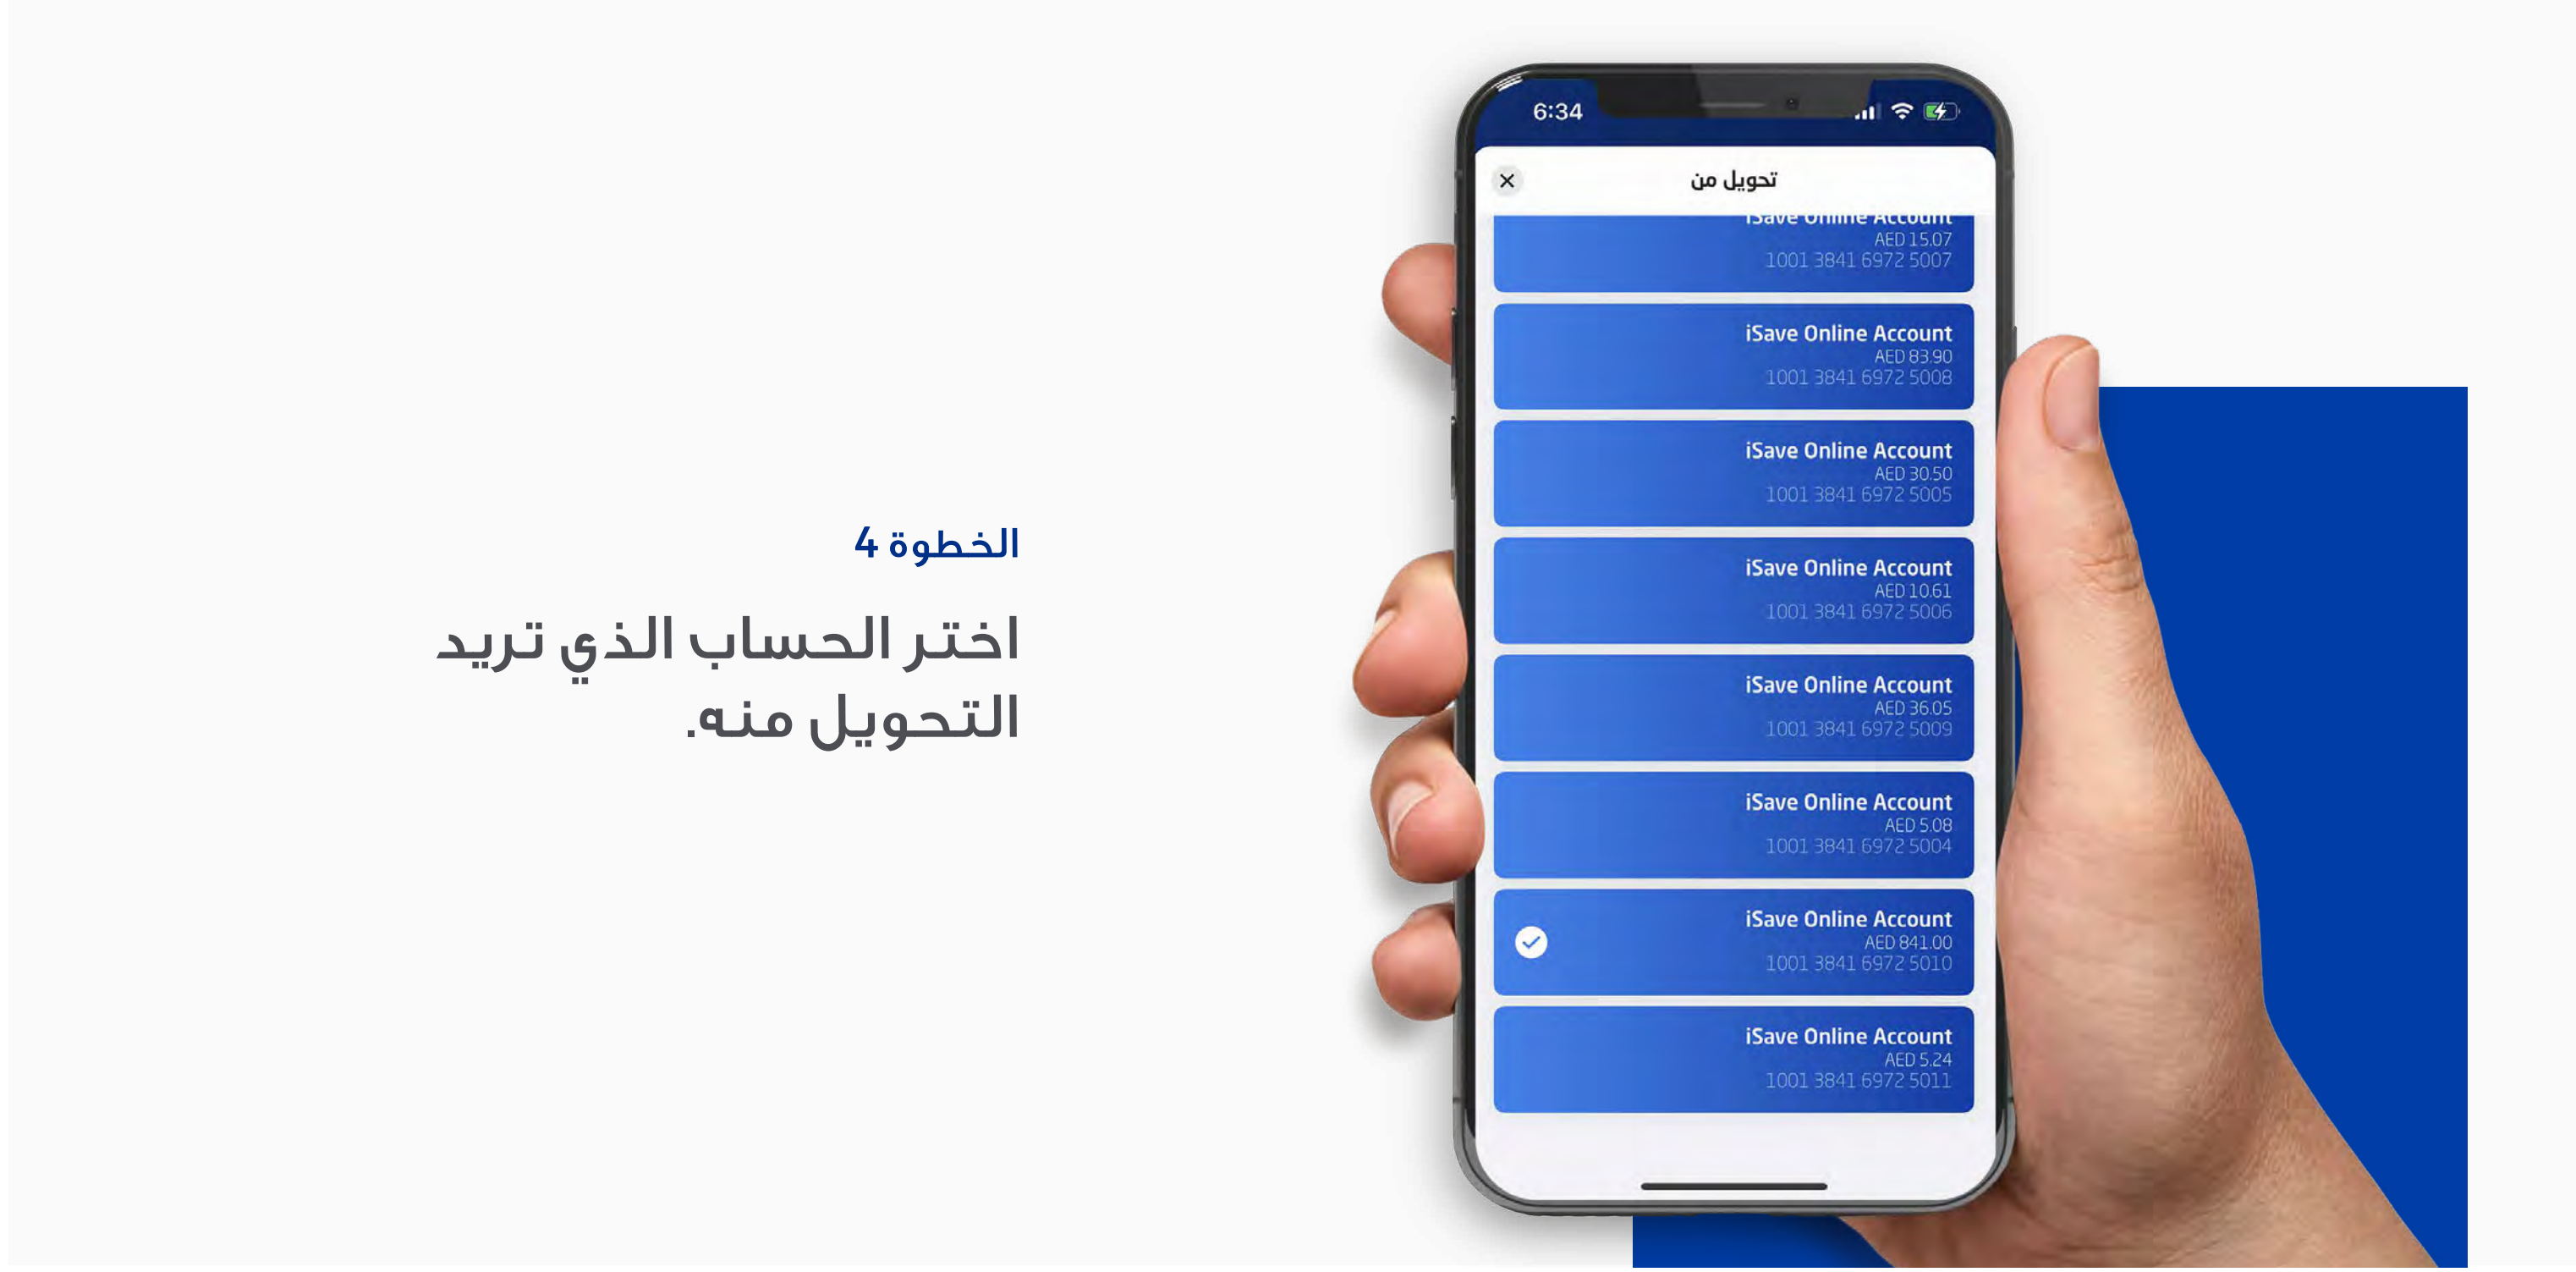 الخطوة 4
اختر الحساب الذي تريد
التحويل منه.
6:34
تحويل من
iSave Online Account
AED 15.07
1001 3841 6972 5007
iSave Online Account
AED 83.90
1001 3841 6972 5008
iSave Online Account
AED 30.50
1001 3841 6972 5005
iSave Online Account
AED 10.61
1001 3841 6972 5006
iSave Online Account
AED 36.05
1001 3841 6972 5009
iSave Online Account
AED 5.08
1001 3841 6972 5004
iSave Online Account
AED 841.00
1001 3841 6972 5010
iSave Online Account
AED 5.24
1001 3841 6972 5011